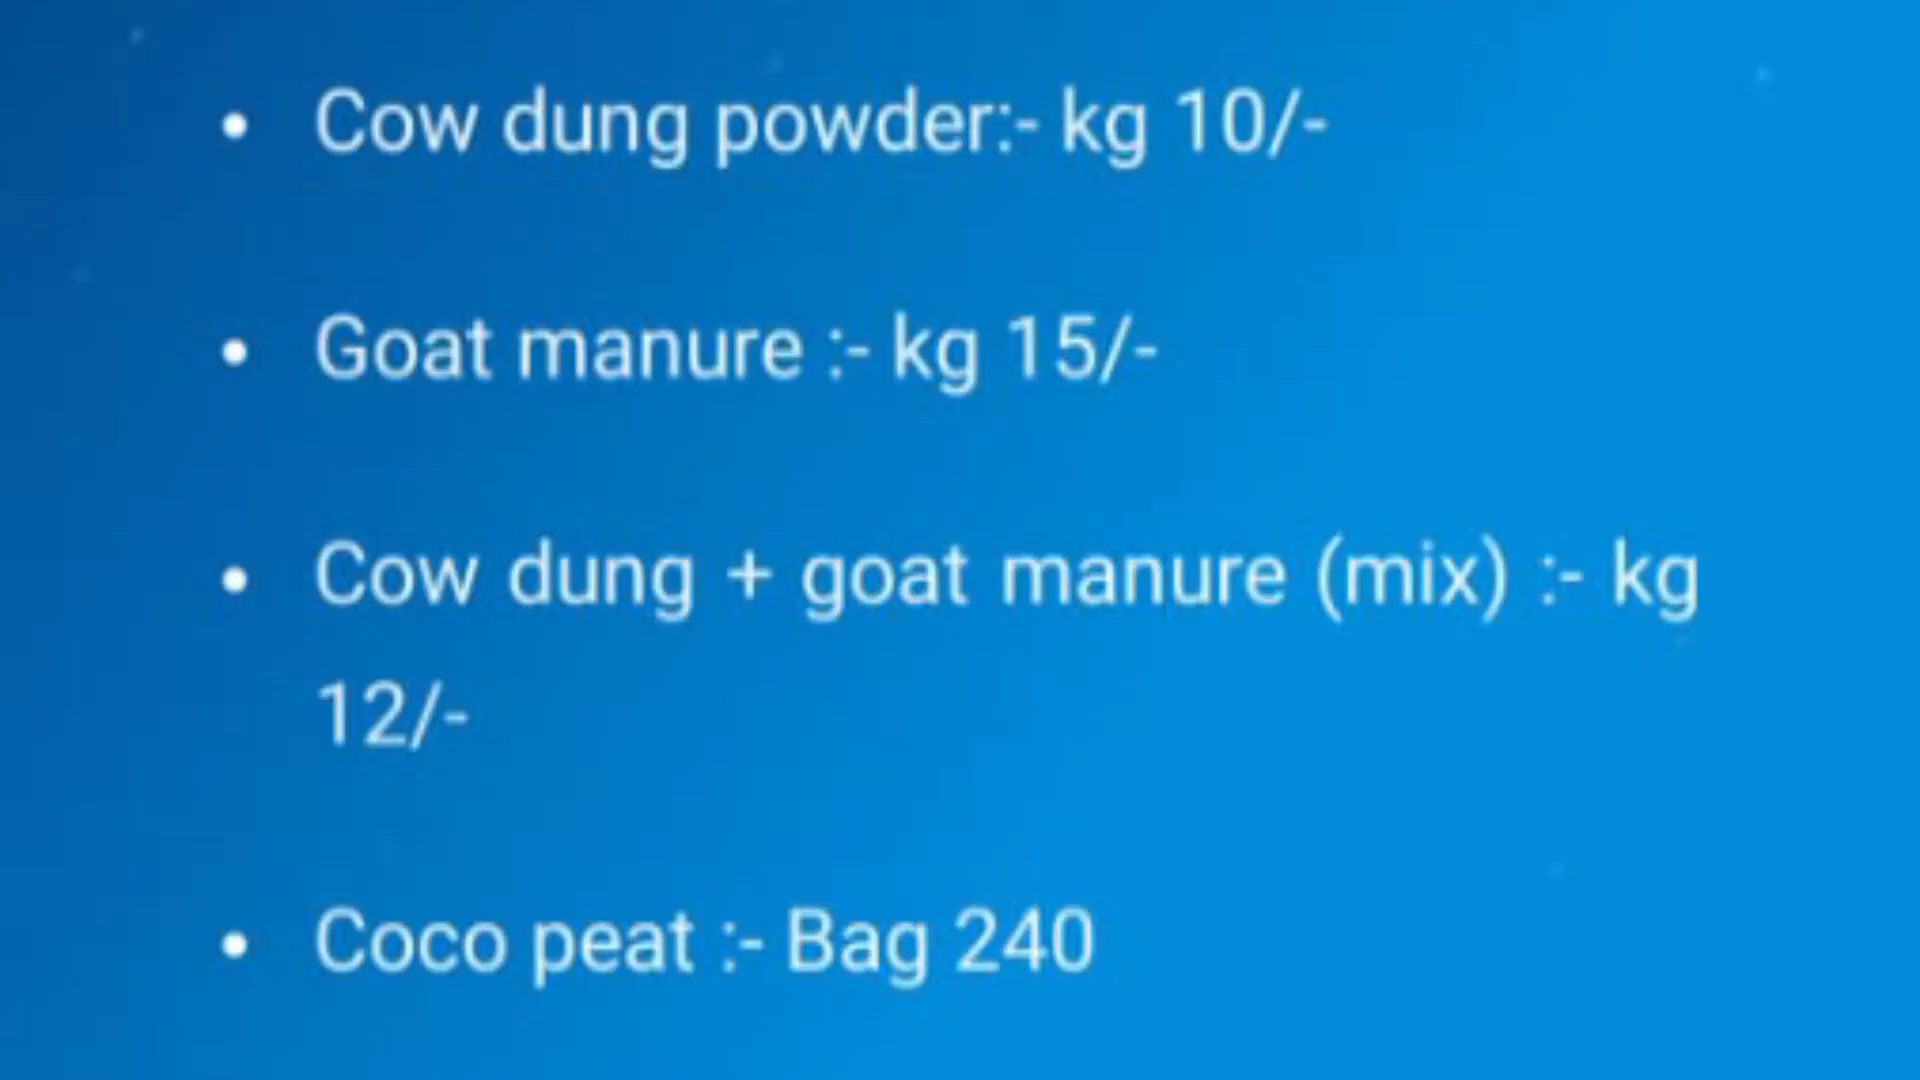 • Cow dung powder:- kg 10/-
• Goat manure :- kg 15/-
• Cow dung + goat manure (mix) :- kg
12/-
• Coco peat :- Bag 240